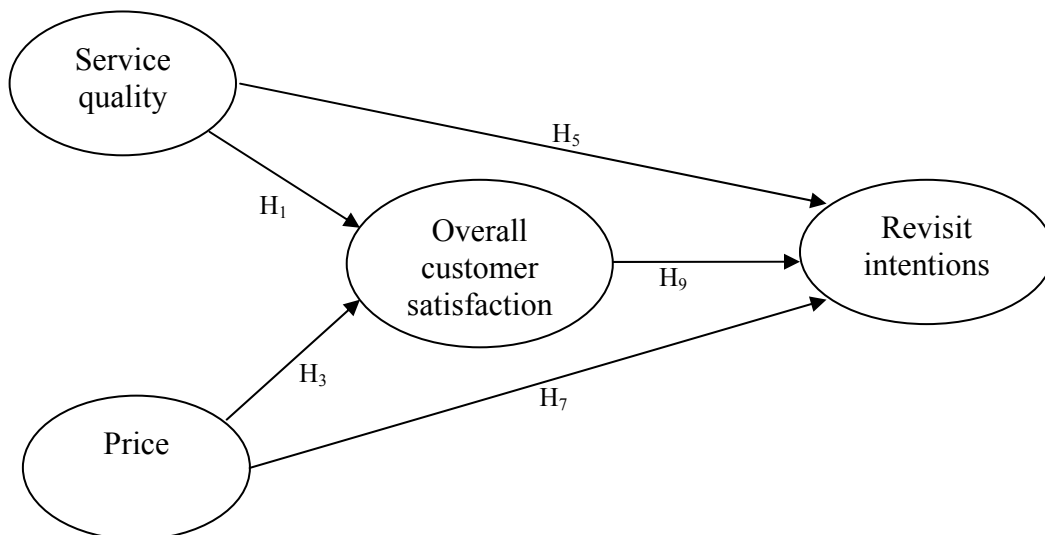 Service
quality
H₅
H₁
Overall
customer
satisfaction
Revisit
intentions
H₉
H₃
H₇
Price